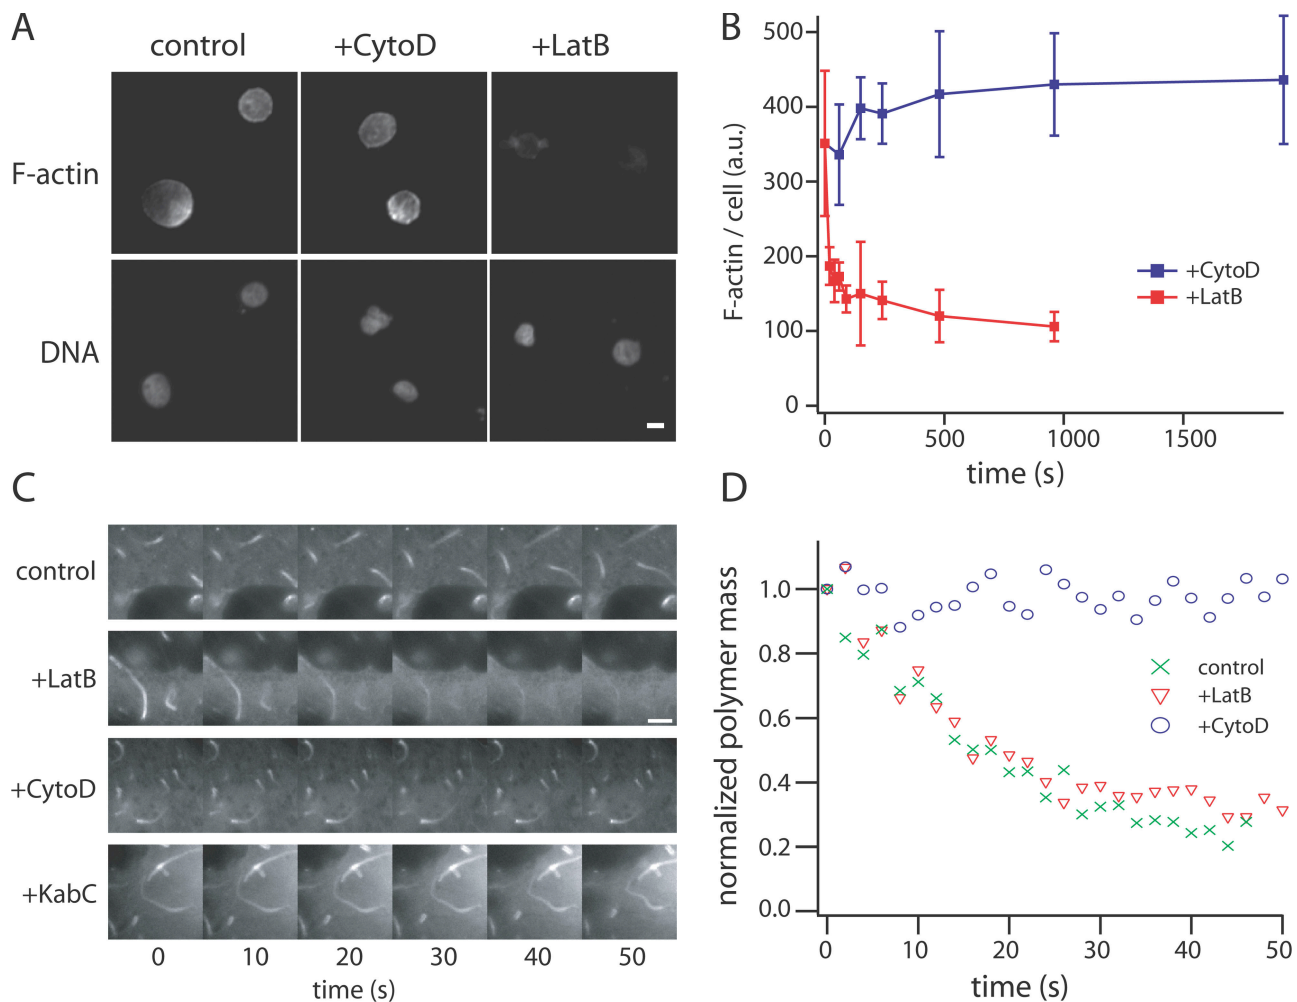 A
control +CytoD +LatB
F-actin
DNA
B
F-actin / cell (a.u.)
500
400
300
200
100
0
+CytoD
+LatB
0 500 1000 1500
time (s)
C
control
+LatB
+CytoD
+KabC
0 10 20 30 40 50
time (s)
D
normalized polymer mass
1.0
0.8
0.6
0.4
0.2
0.0
control
+LatB
+CytoD
0 10 20 30 40 50
time (s)